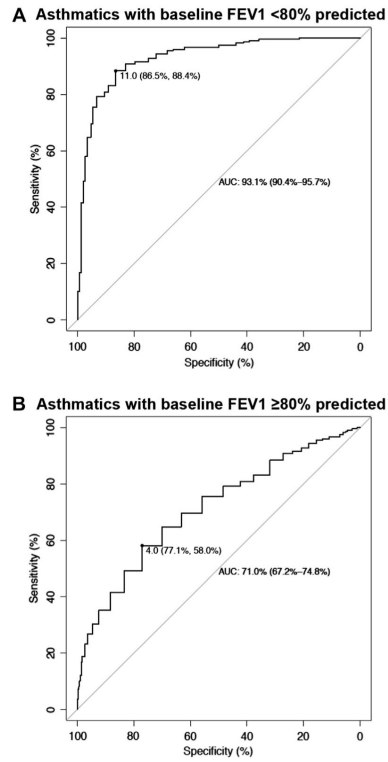 A Asthmatics with baseline FEV1 <80% predicted
100
80
60
40
20
0
Sensitivity (%)
11.0 (86.5%, 88.4%)
AUC: 93.1% (90.4%–95.7%)
100 80 60 40 20 0
Specificity (%)
B Asthmatics with baseline FEV1 ≥80% predicted
100
80
60
40
20
0
Sensitivity (%)
4.0 (77.1%, 58.0%)
AUC: 71.0% (67.2%–74.8%)
100 80 60 40 20 0
Specificity (%)